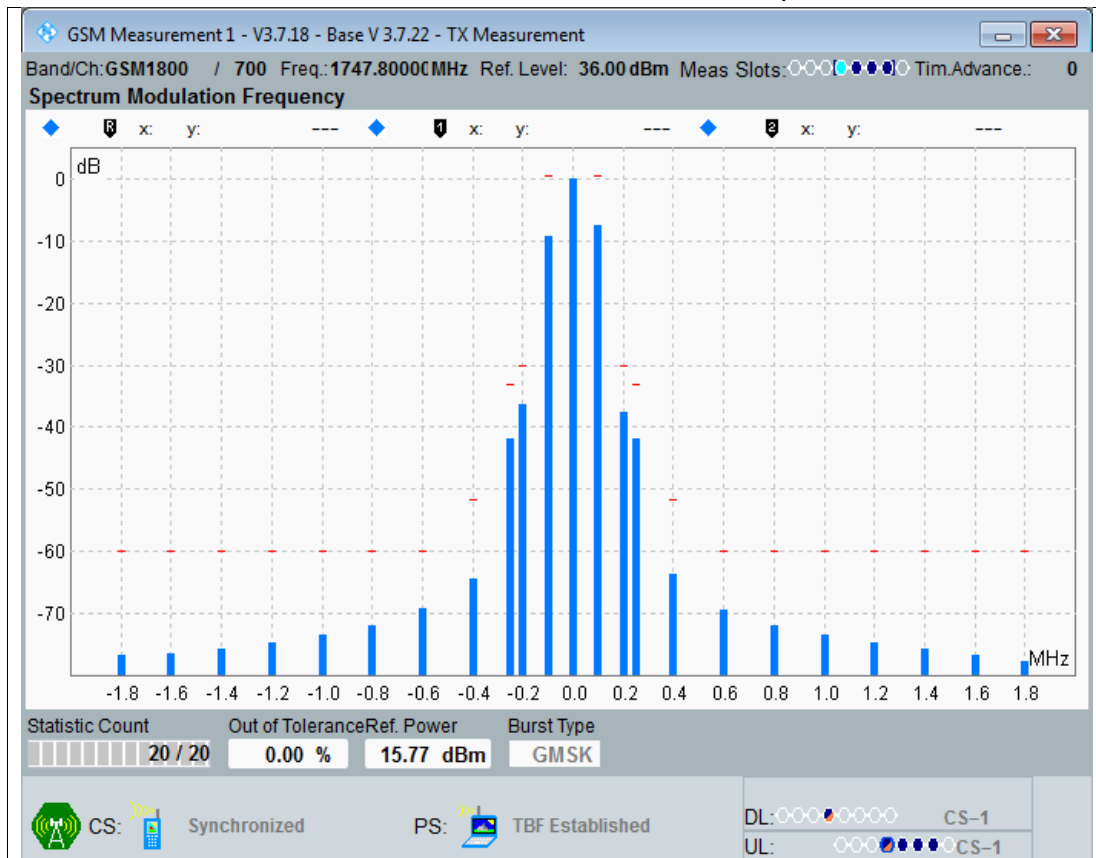 GSM Measurement 1 - V3.7.18 - Base V 3.7.22 - TX Measurement
Band/Ch:GSM1800 / 700 Freq.:1747.80000MHz Ref. Level: 36.00 dBm Meas Slots: Tim.Advance.: 0
Spectrum Modulation Frequency
R x: y: --- 1 x: y: --- 2 x: y: ---
dB
0
-10
-20
-30
-40
-50
-60
-70
MHz
-1.8 -1.6 -1.4 -1.2 -1.0 -0.8 -0.6 -0.4 -0.2 0.0 0.2 0.4 0.6 0.8 1.0 1.2 1.4 1.6 1.8
Statistic Count Out of Tolerance Ref. Power Burst Type
20 / 20 0.00 % 15.77 dBm GMSK
CS: Synchronized PS: TBF Established
DL: CS-1
UL: CS-1